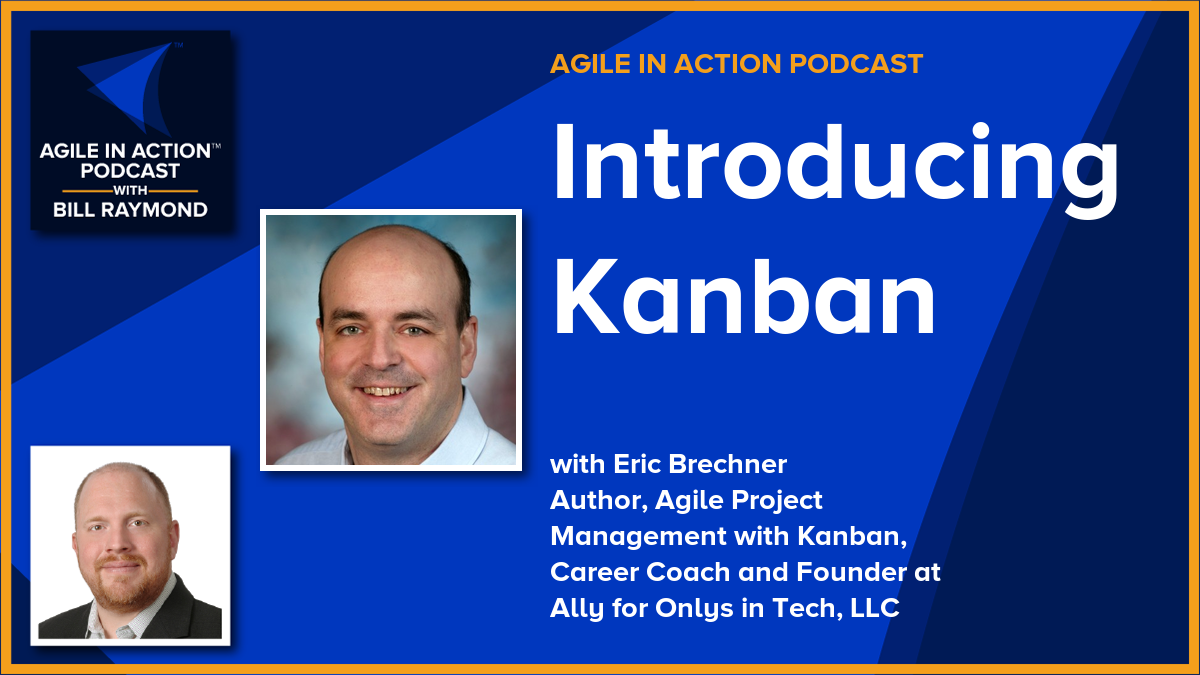 ™
AGILE IN ACTION™
PODCAST
WITH
BILL RAYMOND
AGILE IN ACTION PODCAST
Introducing
Kanban
with Eric Brechner
Author, Agile Project
Management with Kanban,
Career Coach and Founder at
Ally for Onlys in Tech, LLC